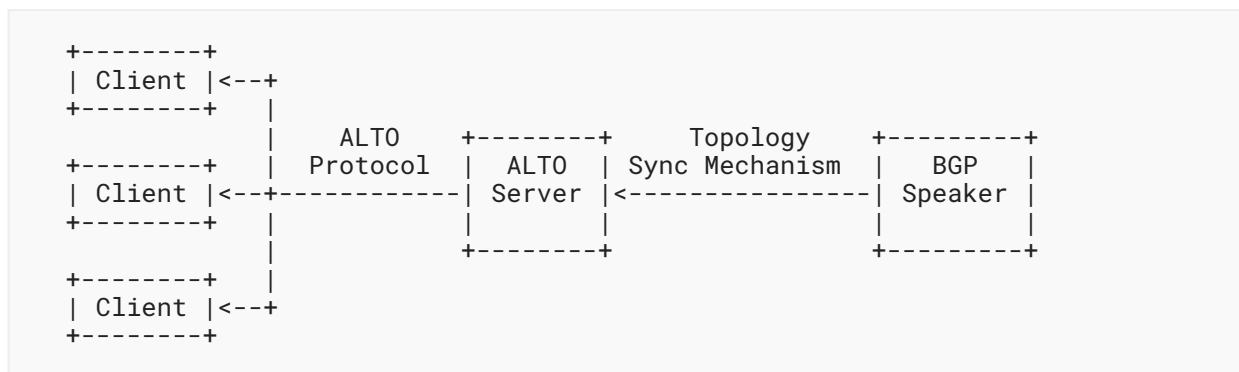 +--------+
| Client |<--+
+--------+   |
             |    ALTO     +--------+     Topology     +---------+
+--------+   |  Protocol   |  ALTO  | Sync Mechanism   |   BGP   |
| Client |<--+-------------| Server |<-----------------| Speaker |
+--------+   |             |        |                  |         |
             |             +--------+                  +---------+
+--------+   |
| Client |<--+
+--------+